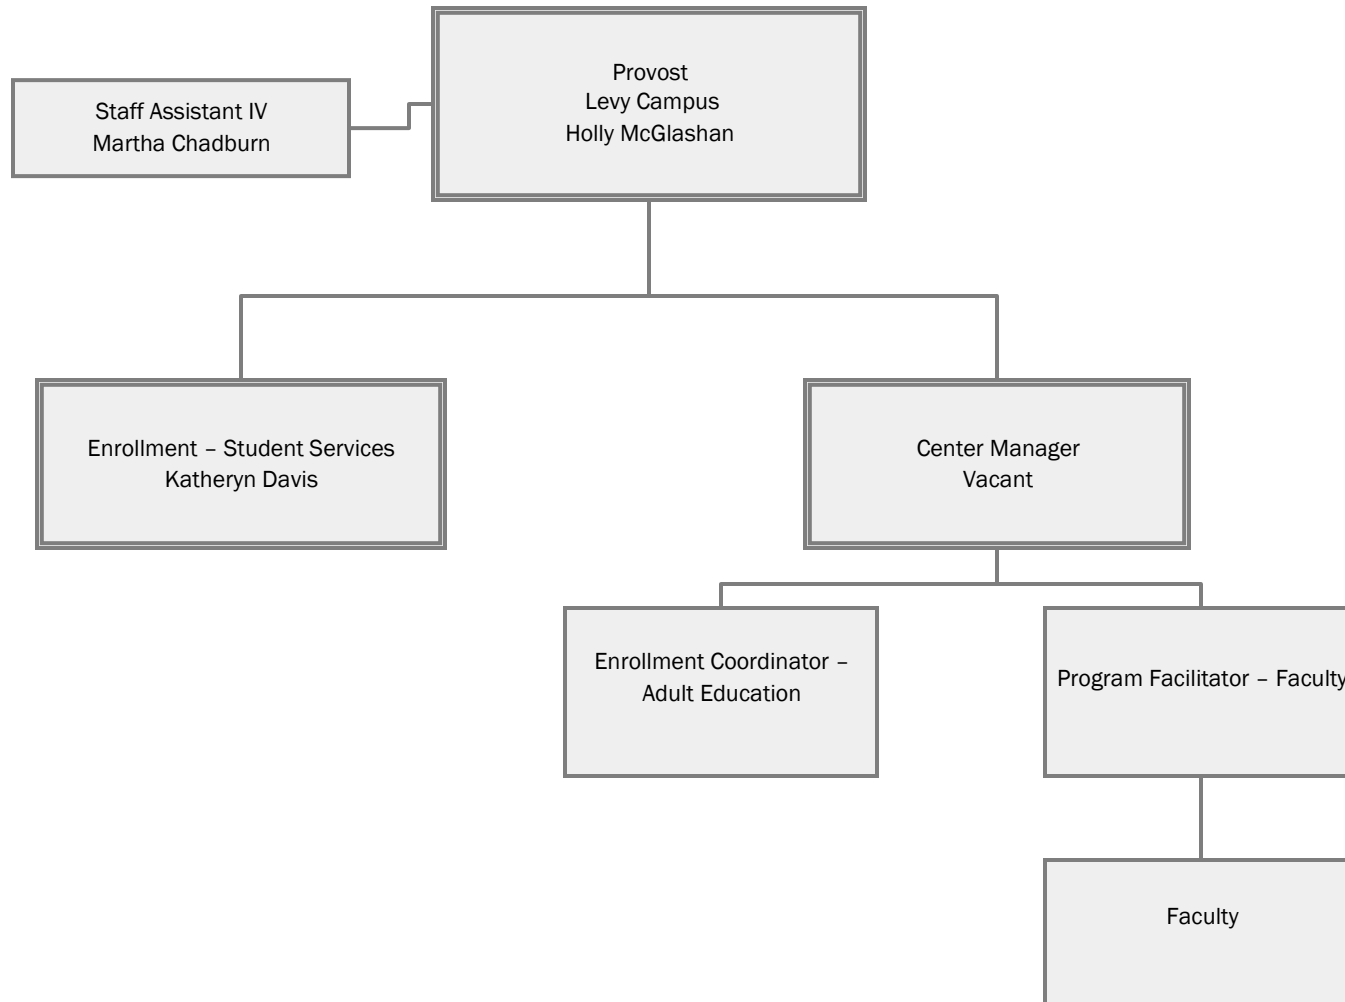 Provost
Levy Campus
Holly McGlashan
Staff Assistant IV
Martha Chadburn
Enrollment – Student Services
Katheryn Davis
Center Manager
Vacant
Enrollment Coordinator –
Adult Education
Program Facilitator – Faculty
Faculty